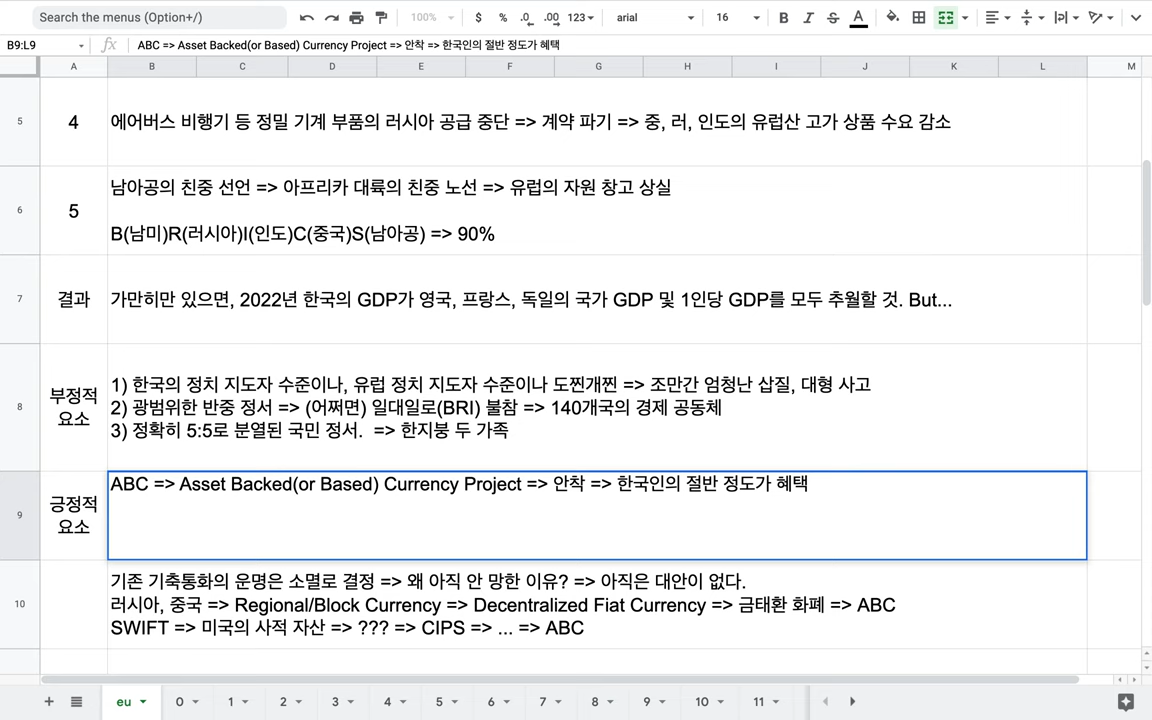 Search the menus (Option+/)
100%
$ % .0 .00 123
arial
16
B I S A
B9:L9
fx
ABC => Asset Backed(or Based) Currency Project => 안착 => 한국인의 절반 정도가 혜택
A B C D E F G H I J K L M
5
4
에어버스 비행기 등 정밀 기계 부품의 러시아 공급 중단 => 계약 파기 => 중, 러, 인도의 유럽산 고가 상품 수요 감소
6
5
남아공의 친중 선언 => 아프리카 대륙의 친중 노선 => 유럽의 자원 창고 상실
B(남미)R(러시아)I(인도)C(중국)S(남아공) => 90%
7
결과
가만히만 있으면, 2022년 한국의 GDP가 영국, 프랑스, 독일의 국가 GDP 및 1인당 GDP를 모두 추월할 것. But...
8
부정적
요소
1) 한국의 정치 지도자 수준이나, 유럽 정치 지도자 수준이나 도찐개찐 => 조만간 엄청난 삽질, 대형 사고
2) 광범위한 반중 정서 => (어쩌면) 일대일로(BRI) 불참 => 140개국의 경제 공동체
3) 정확히 5:5로 분열된 국민 정서. => 한지붕 두 가족
9
긍정적
요소
ABC => Asset Backed(or Based) Currency Project => 안착 => 한국인의 절반 정도가 혜택
10
기존 기축통화의 운명은 소멸로 결정 => 왜 아직 안 망한 이유? => 아직은 대안이 없다.
러시아, 중국 => Regional/Block Currency => Decentralized Fiat Currency => 금태환 화폐 => ABC
SWIFT => 미국의 사적 자산 => ??? => CIPS => ... => ABC
eu 0 1 2 3 4 5 6 7 8 9 10 11